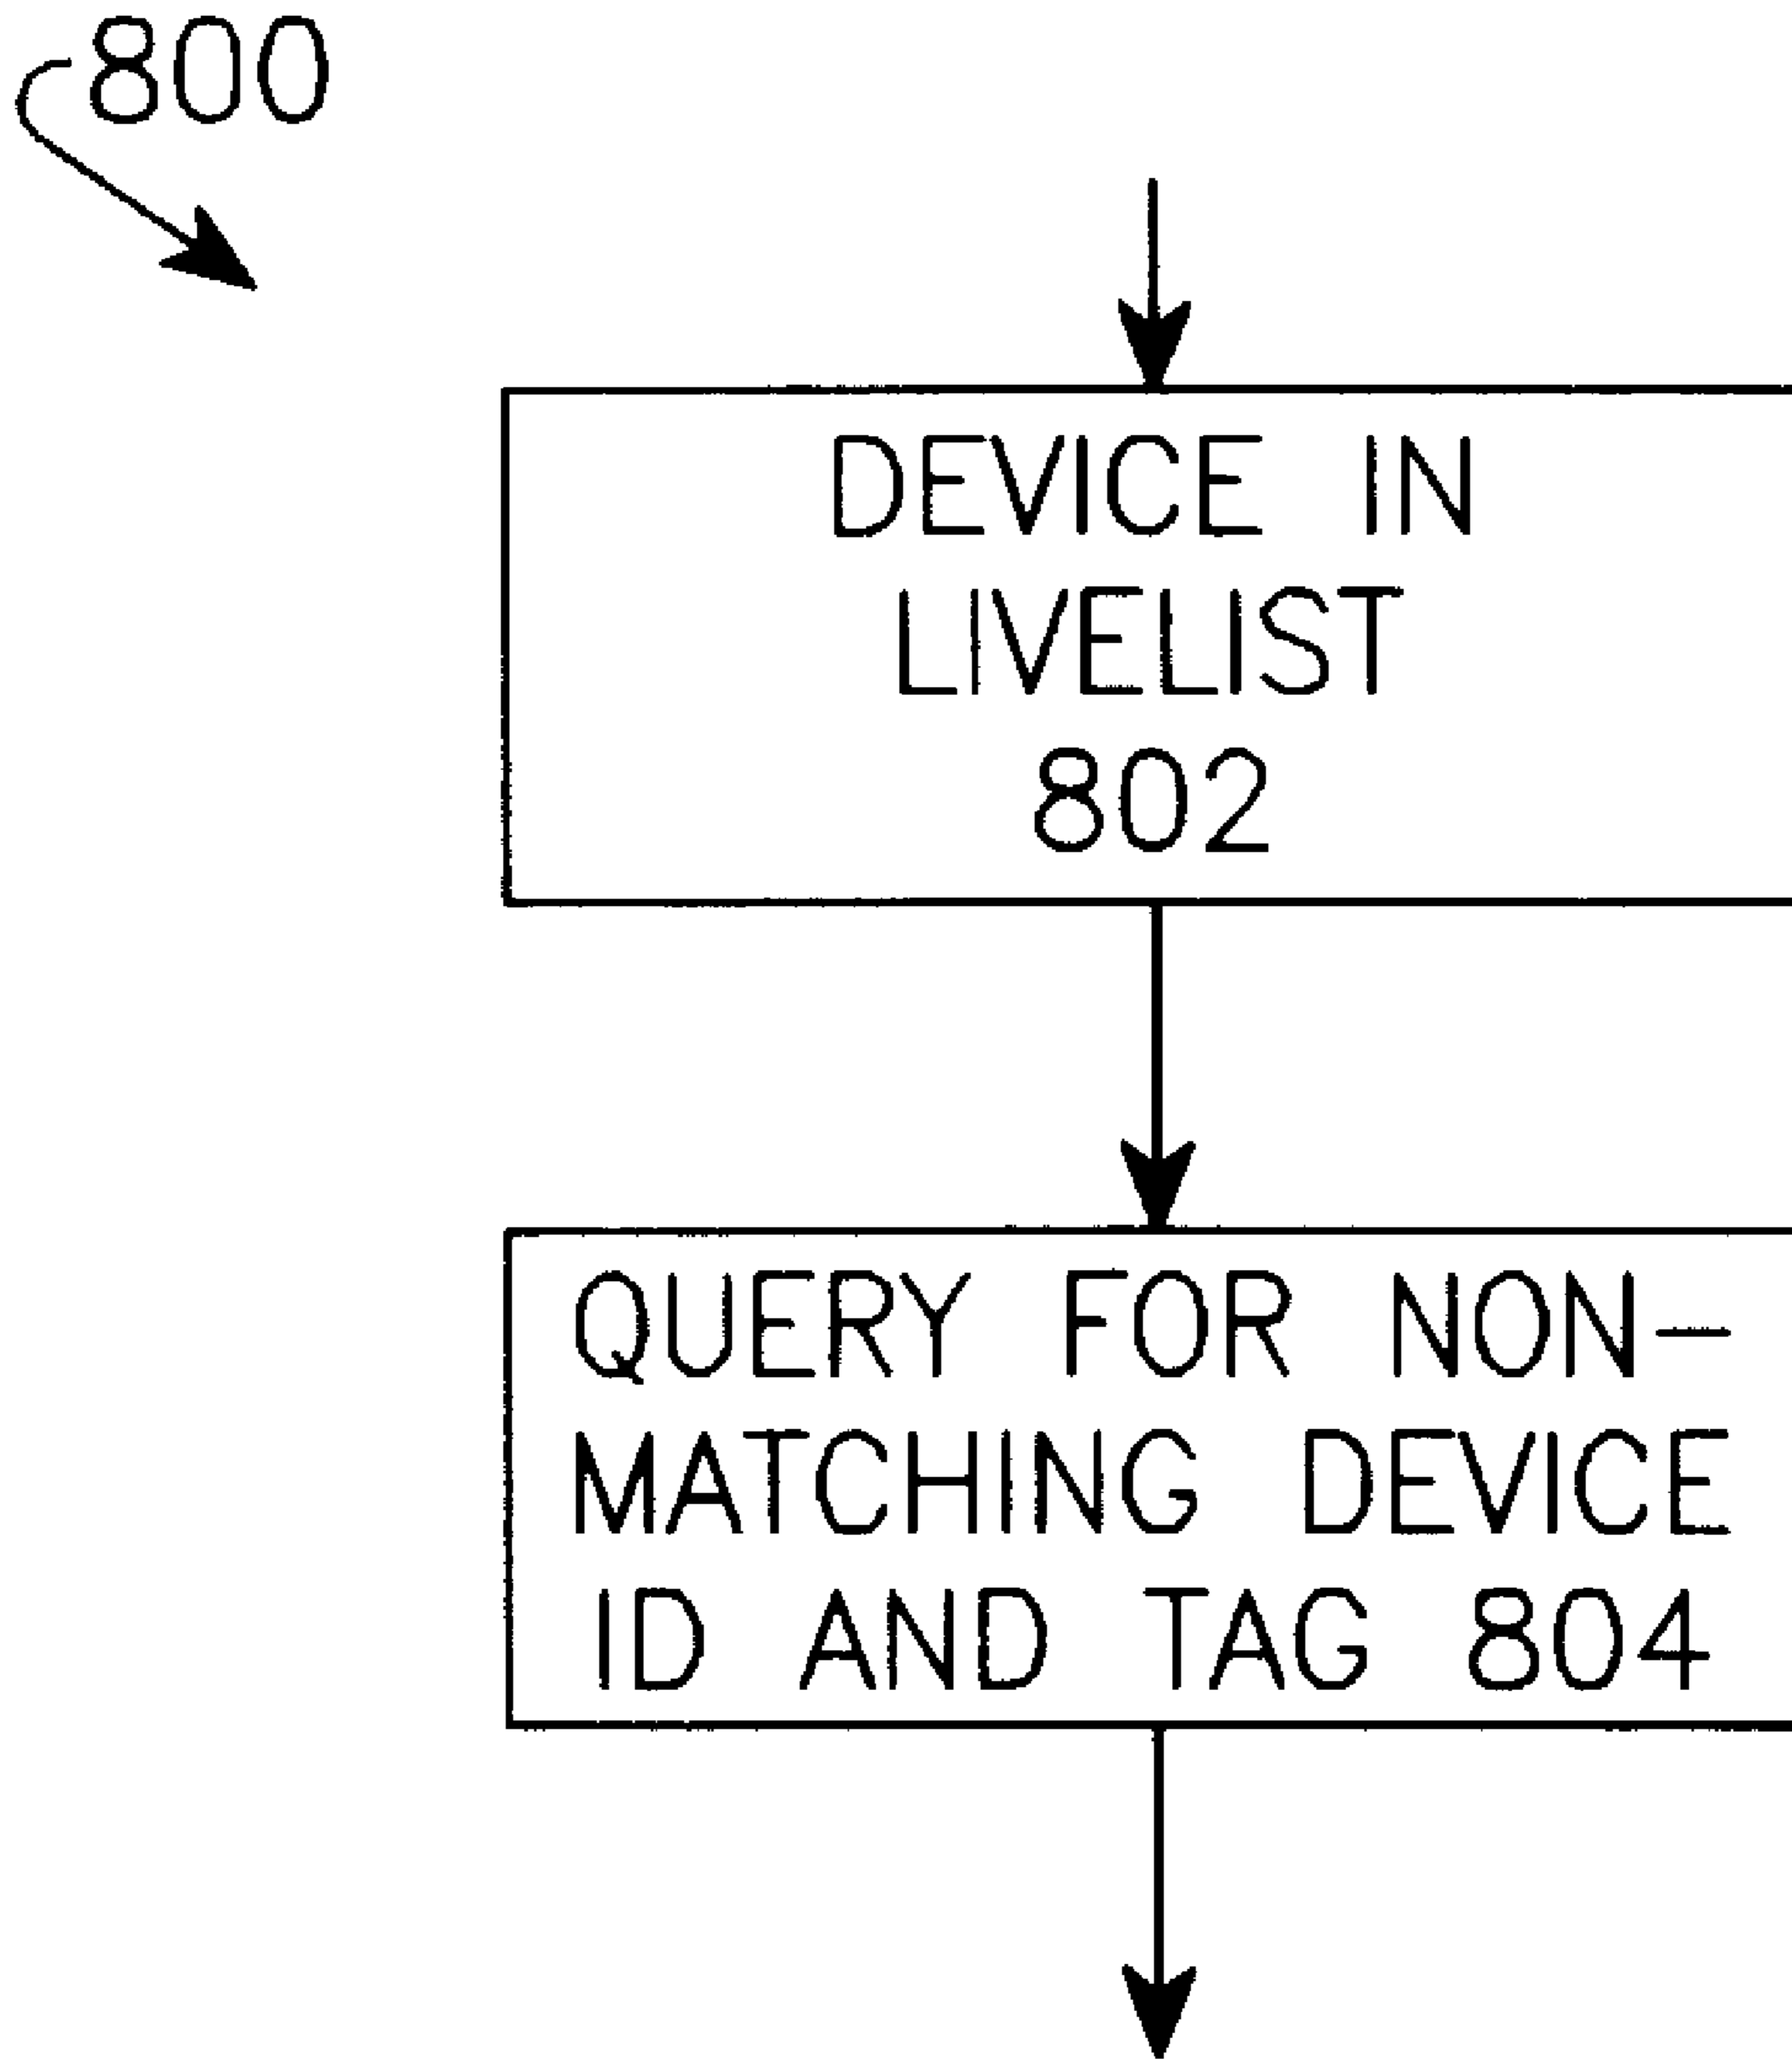 800
DEVICE IN
LIVELIST
802
QUERY FOR NON-
MATCHING DEVICE
ID AND TAG 804